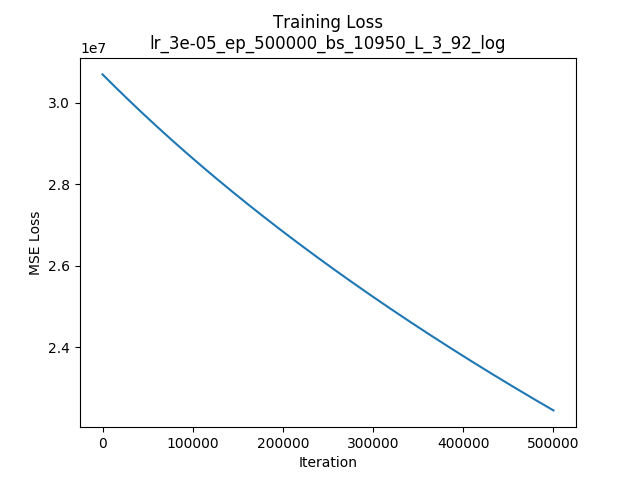 Training Loss
lr_3e-05_ep_500000_bs_10950_L_3_92_log
1e7
3.0
2.8
2.6
2.4
MSE Loss
0 100000 200000 300000 400000 500000
Iteration